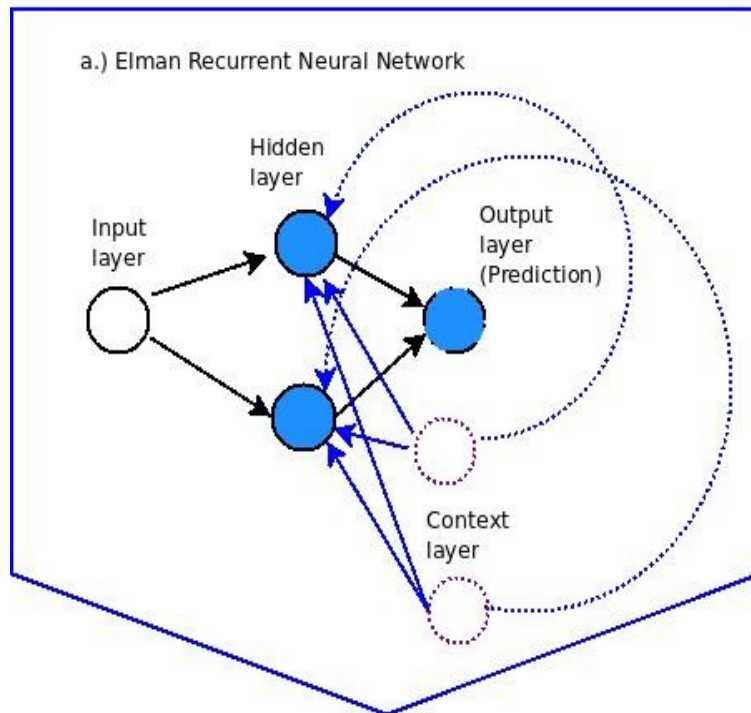 a.) Elman Recurrent Neural Network
Hidden
layer
Input
layer
Output
layer
(Prediction)
Context
layer